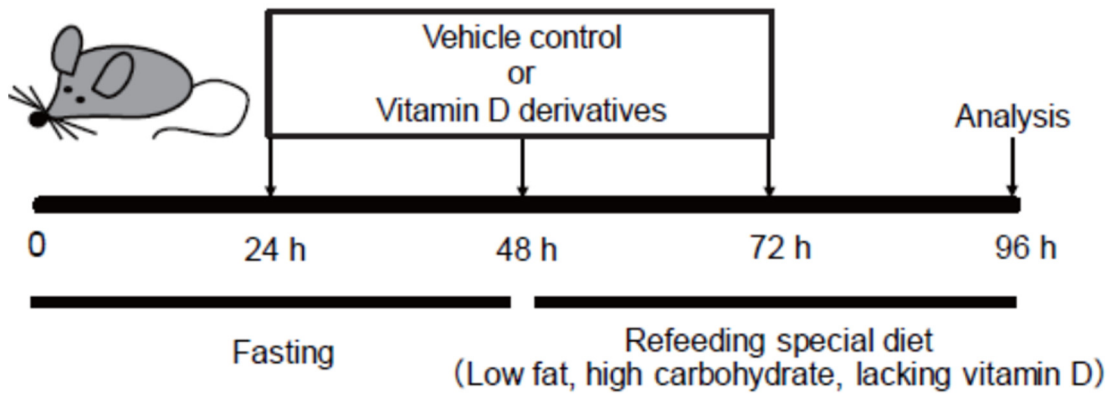 Vehicle control
or
Vitamin D derivatives
Analysis
0
24 h
48 h
72 h
96 h
Fasting
Refeeding special diet
(Low fat, high carbohydrate, lacking vitamin D)